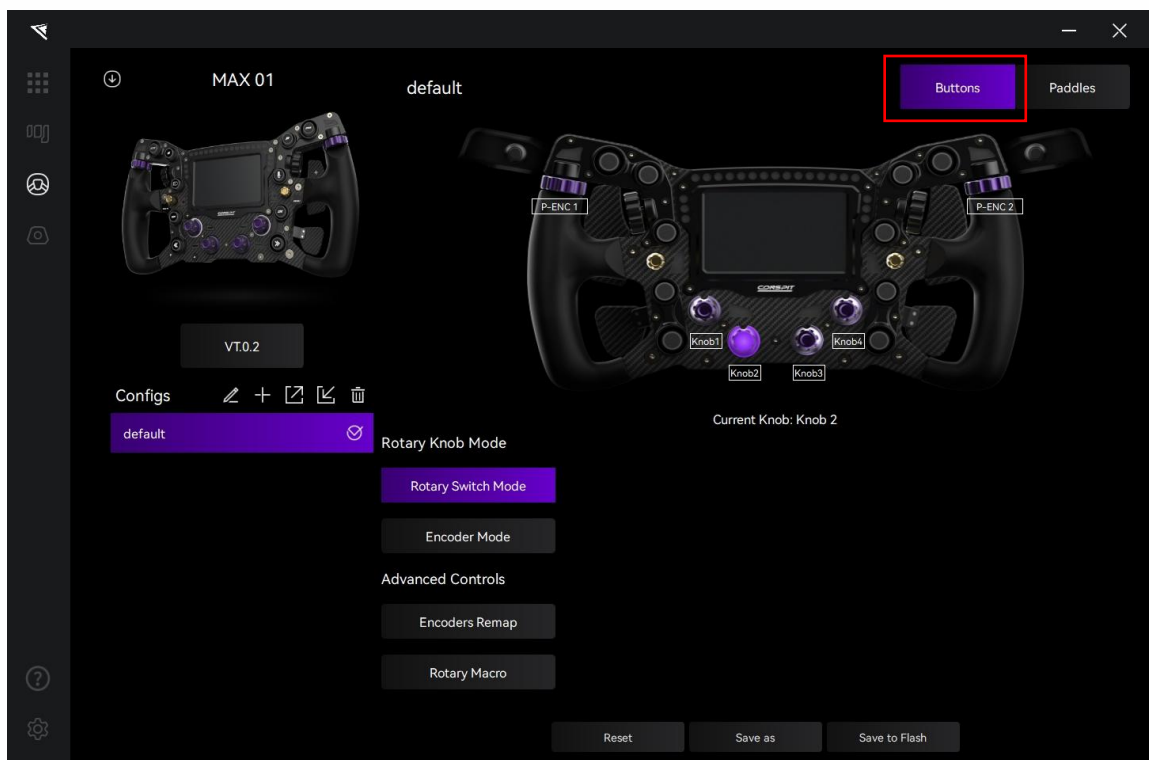 MAX 01
default
Buttons
Paddles
P-ENC 1
P-ENC 2
Knob1
Knob4
Knob2
Knob3
VT.0.2
Current Knob: Knob 2
Configs
default
Rotary Knob Mode
Rotary Switch Mode
Encoder Mode
Advanced Controls
Encoders Remap
Rotary Macro
Reset
Save as
Save to Flash